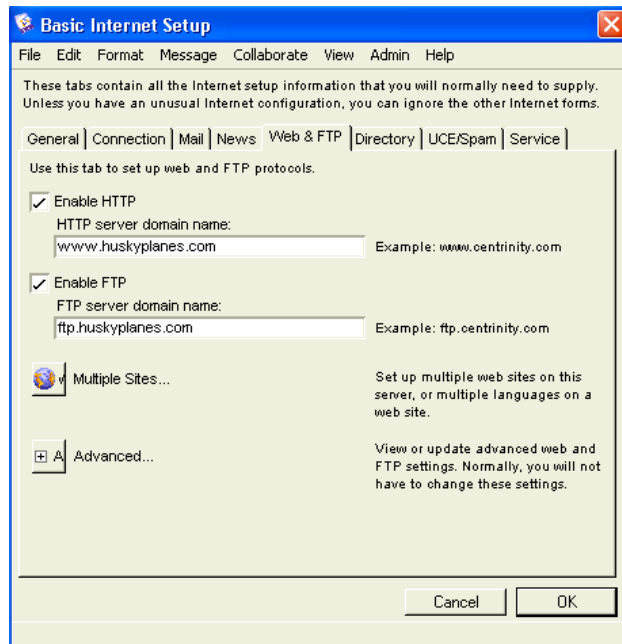 Basic Internet Setup
File Edit Format Message Collaborate View Admin Help
These tabs contain all the Internet setup information that you will normally need to supply.
Unless you have an unusual Internet configuration, you can ignore the other Internet forms.
General Connection Mail News Web & FTP Directory UCE/Spam Service
Use this tab to set up web and FTP protocols.
Enable HTTP
HTTP server domain name:
www.huskyplanes.com Example: www.centrinity.com
Enable FTP
FTP server domain name:
ftp.huskyplanes.com Example: ftp.centrinity.com
Multiple Sites... Set up multiple web sites on this
server, or multiple languages on a
web site.
A Advanced... View or update advanced web and
FTP settings. Normally, you will not
have to change these settings.
Cancel OK